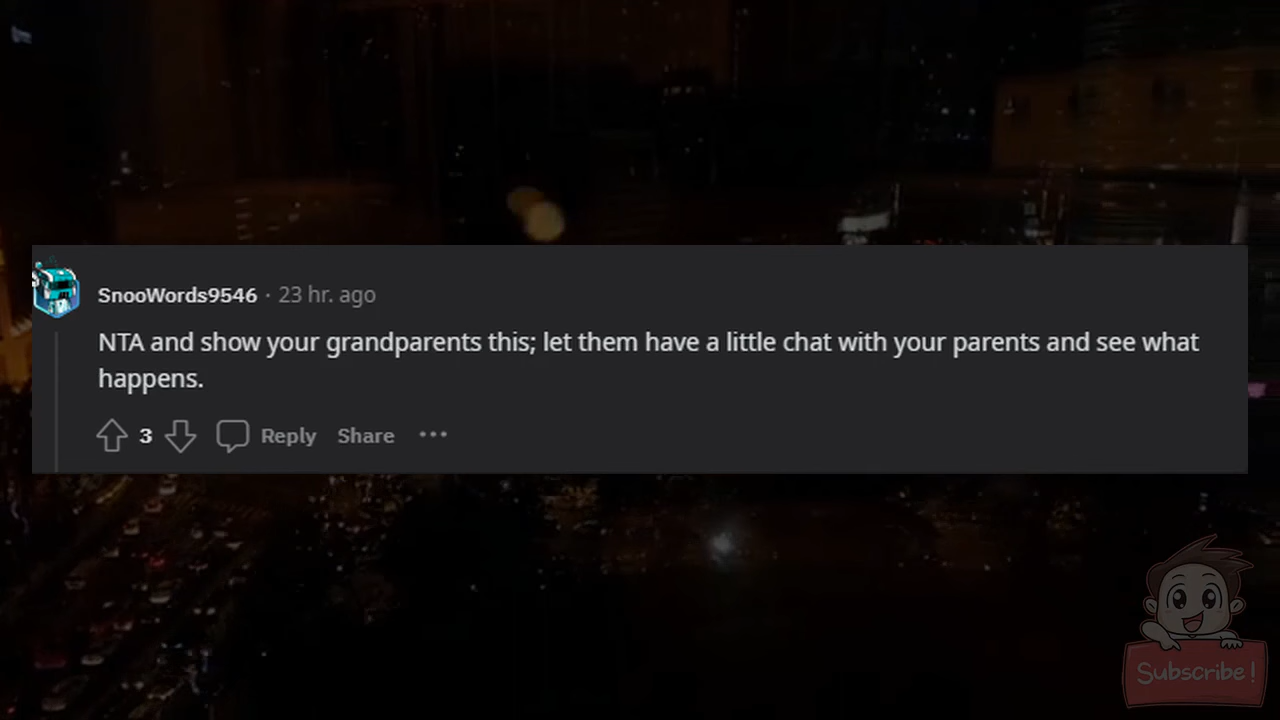 SnooWords9546 · 23 hr. ago
NTA and show your grandparents this; let them have a little chat with your parents and see what
happens.
3 Reply Share ···
Subscribe!